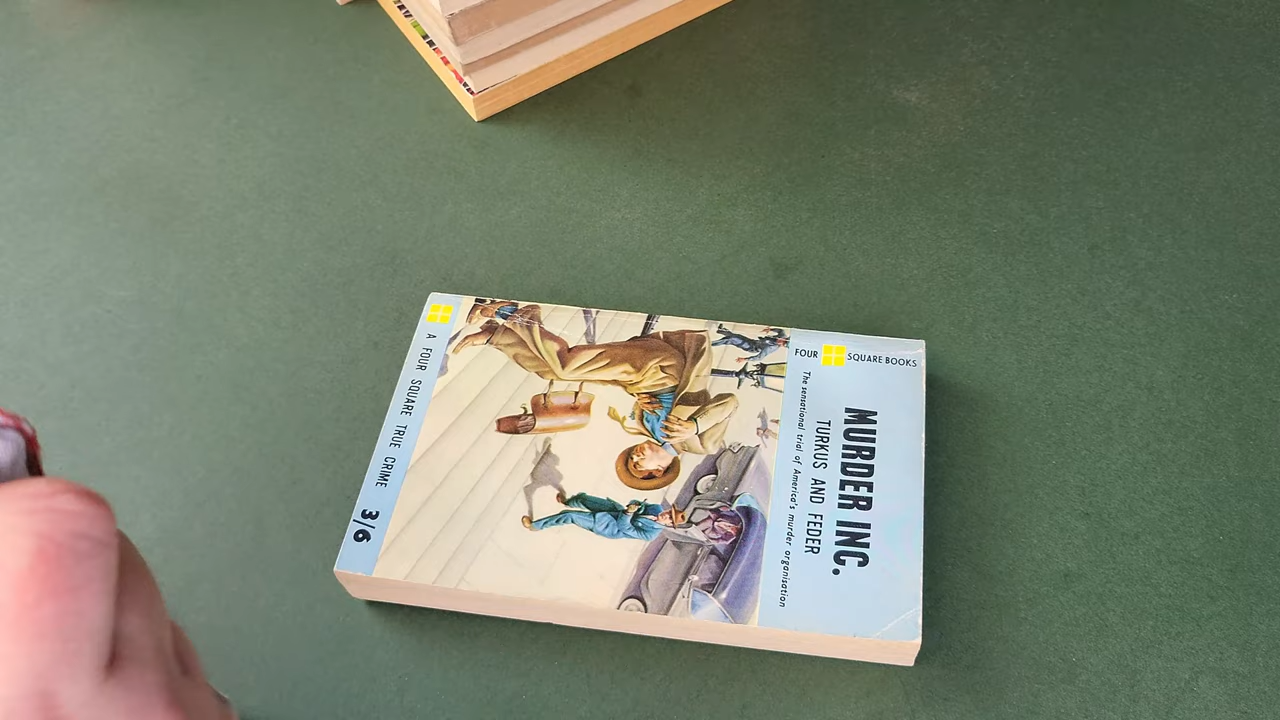 FOUR SQUARE BOOKS
MURDER INC.
TURKUS AND FEDER
The sensational trial of America's murder organisation
A FOUR SQUARE TRUE CRIME 3/6